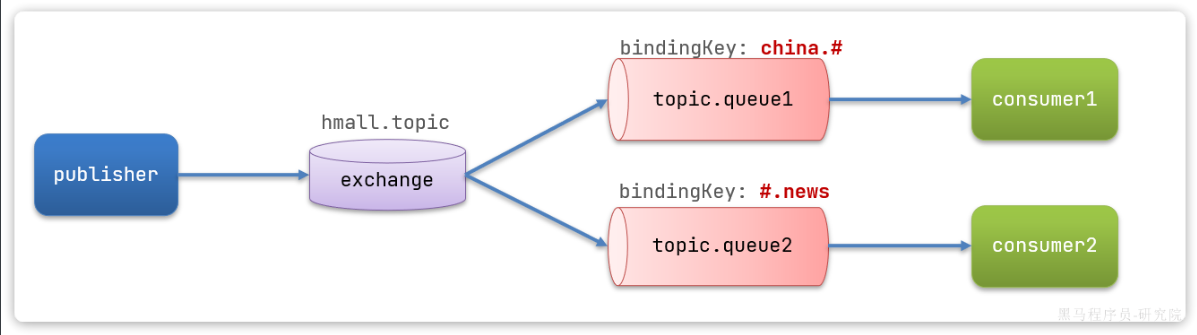 bindingKey: china.#
topic.queue1
consumer1
hmall.topic
publisher
exchange
bindingKey: #.news
topic.queue2
consumer2
黑马程序员-研究院